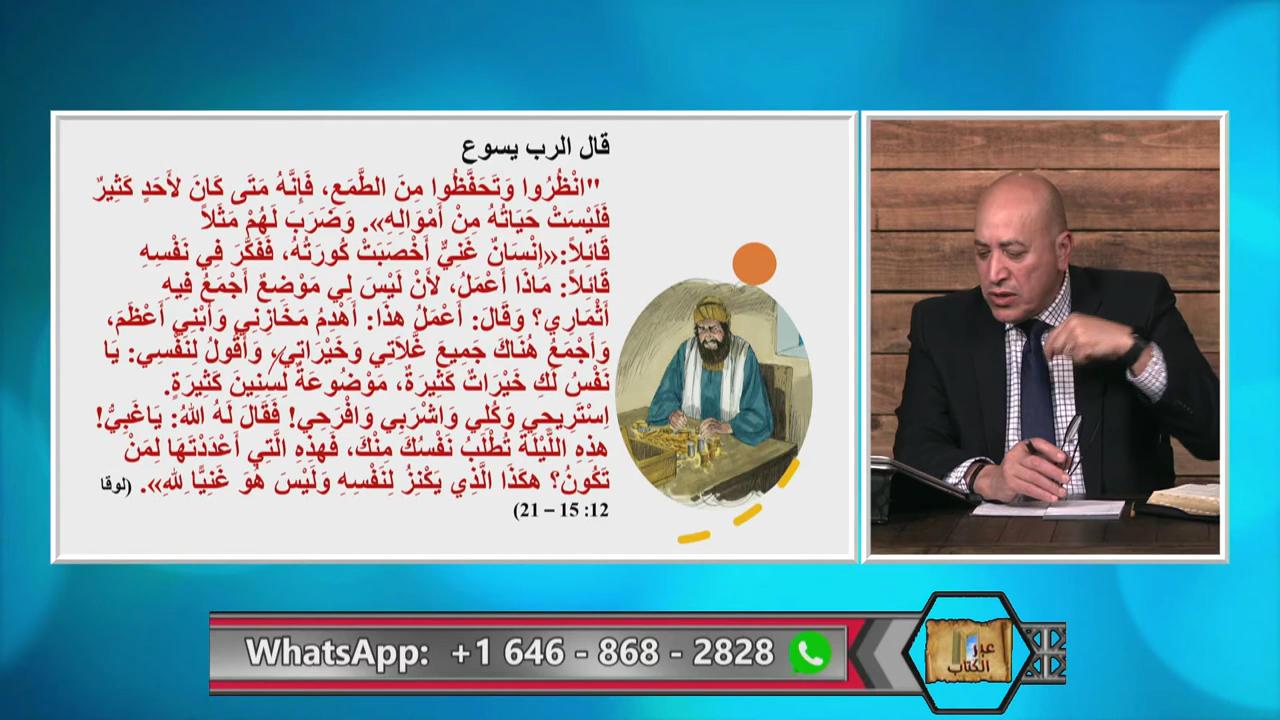 قال الرب يسوع
"انْظُرُوا وَتَحَفَّظُوا مِنَ الطَّمَعِ، فَإِنَّهُ مَتَى كَانَ لأَحَدٍ كَثِيرٌ
فَلَيْسَتْ حَيَاتُهُ مِنْ أَمْوَالِهِ». وَضَرَبَ لَهُمْ مَثَلاً
قَائِلاً:«إِنْسَانٌ غَنِيٌّ أَخْصَبَتْ كُورَتُهُ، فَفَكَّرَ فِي نَفْسِهِ
قَائِلاً: مَاذَا أَعْمَلُ، لأَنْ لَيْسَ لِي مَوْضِعٌ أَجْمَعُ فِيهِ
أَثْمَارِي؟ وَقَالَ: أَعْمَلُ هذَا: أَهْدِمُ مَخَازِنِي وَأَبْنِي أَعْظَمَ،
وَأَجْمَعُ هُنَاكَ جَمِيعَ غَلاَّتِي وَخَيْرَاتِي، وَأَقُولُ لِنَفْسِي: يَا
نَفْسُ لَكِ خَيْرَاتٌ كَثِيرَةٌ، مَوْضُوعَةٌ لِسِنِينَ كَثِيرَةٍ.
اِسْتَرِيحِي وَكُلِي وَاشْرَبِي وَافْرَحِي! فَقَالَ لَهُ اللهُ: يَاغَبِيُّ!
هذِهِ اللَّيْلَةَ تُطْلَبُ نَفْسُكَ مِنْكَ، فَهذِهِ الَّتِي أَعْدَدْتَهَا لِمَنْ
تَكُونُ؟ هكَذَا الَّذِي يَكْنِزُ لِنَفْسِهِ وَلَيْسَ هُوَ غَنِيًّا ِللهِ». (لوقا
12: 15 – 21)
WhatsApp: +1 646 - 868 - 2828
عبر
الكتاب